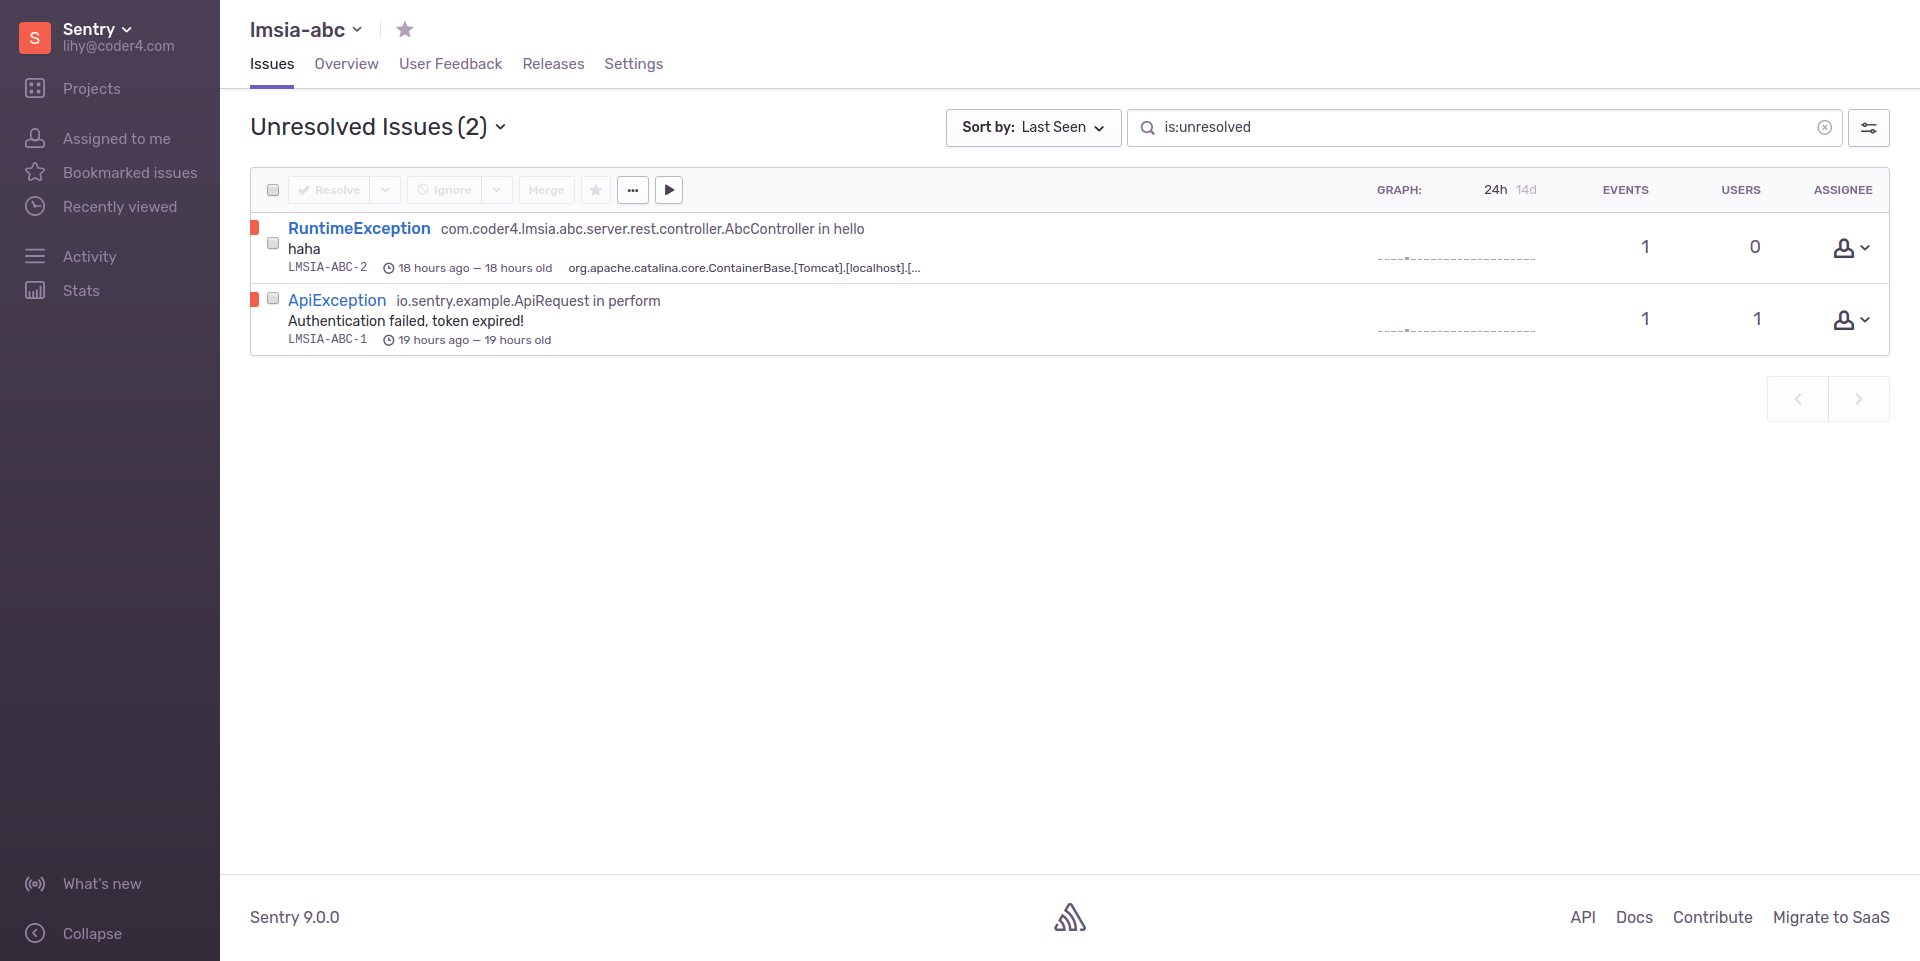 S
Sentry
lihy@coder4.com
Projects
Assigned to me
Bookmarked issues
Recently viewed
Activity
Stats
What's new
Collapse
lmsia-abc
Issues Overview User Feedback Releases Settings
Unresolved Issues (2)
Sort by: Last Seen
is:unresolved
Resolve Ignore Merge GRAPH: 24h 14d EVENTS USERS ASSIGNEE
RuntimeException com.coder4.lmsia.abc.server.rest.controller.AbcController in hello
haha
LMSIA-ABC-2 18 hours ago — 18 hours old org.apache.catalina.core.ContainerBase.[Tomcat].[localhost].[...
1 0
ApiException io.sentry.example.ApiRequest in perform
Authentication failed, token expired!
LMSIA-ABC-1 19 hours ago — 19 hours old
1 1
Sentry 9.0.0
API Docs Contribute Migrate to SaaS